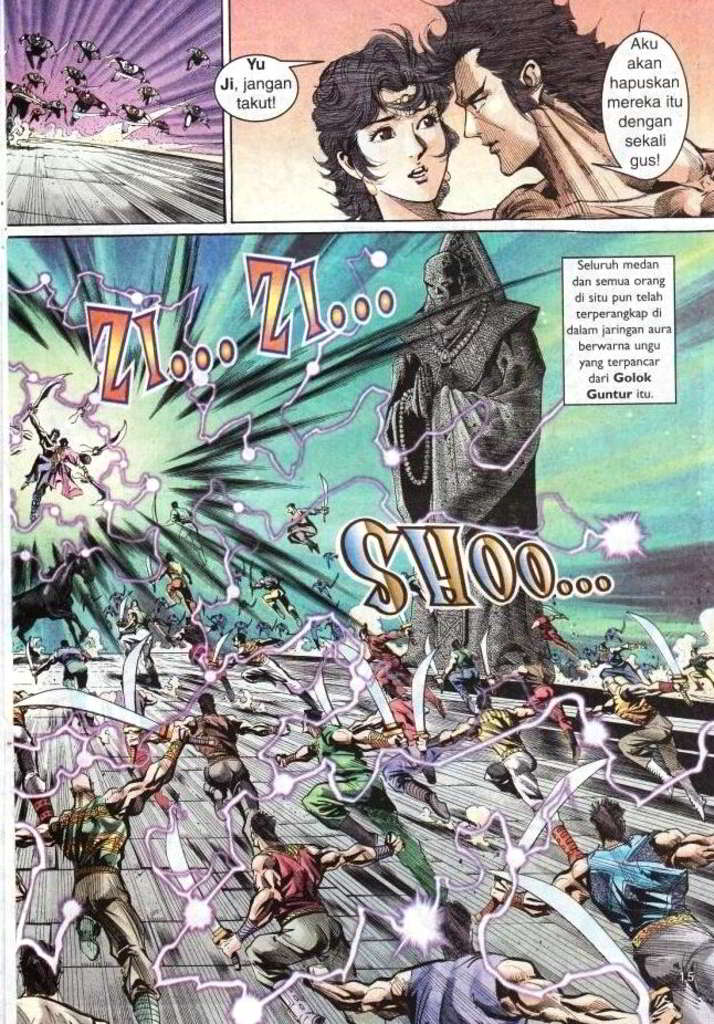 Yu
Ji, jangan
takut!
Aku
akan
hapuskan
mereka itu
dengan
sekali
gus!
ZI... ZI...
Seluruh medan
dan semua orang
di situ pun telah
terperangkap di
dalam jaringan aura
berwarna ungu
yang terpancar
dari Golok
Guntur itu.
SHOO...
15